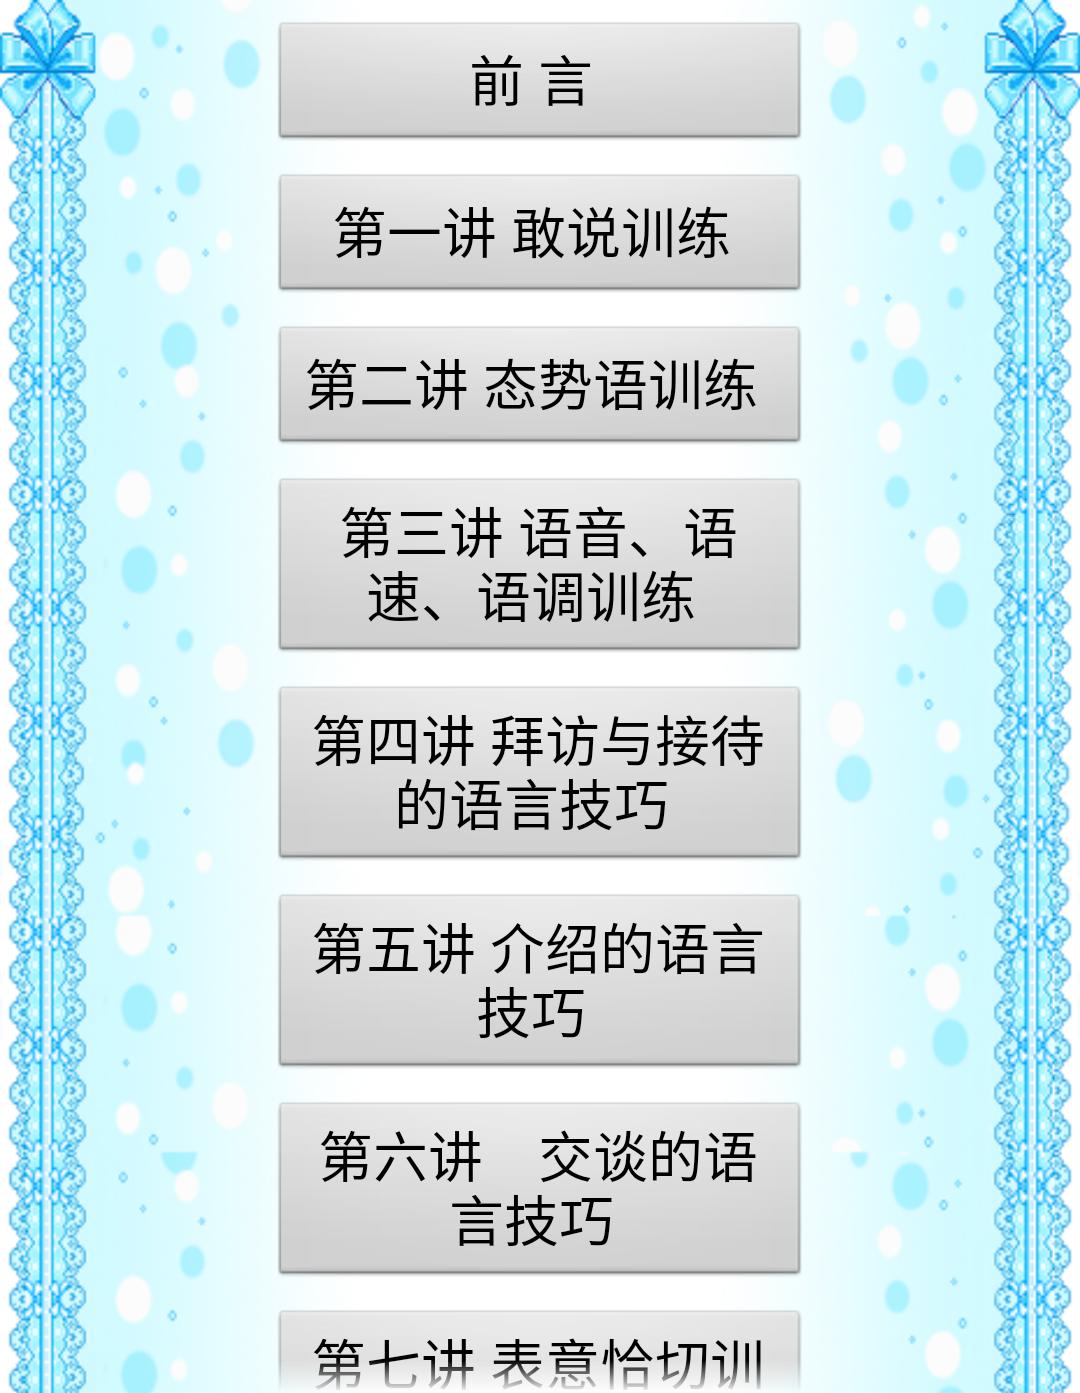 前 言
第一讲 敢说训练
第二讲 态势语训练
第三讲 语音、语
速、语调训练
第四讲 拜访与接待
的语言技巧
第五讲 介绍的语言
技巧
第六讲　交谈的语
言技巧
第七讲 表意恰切训